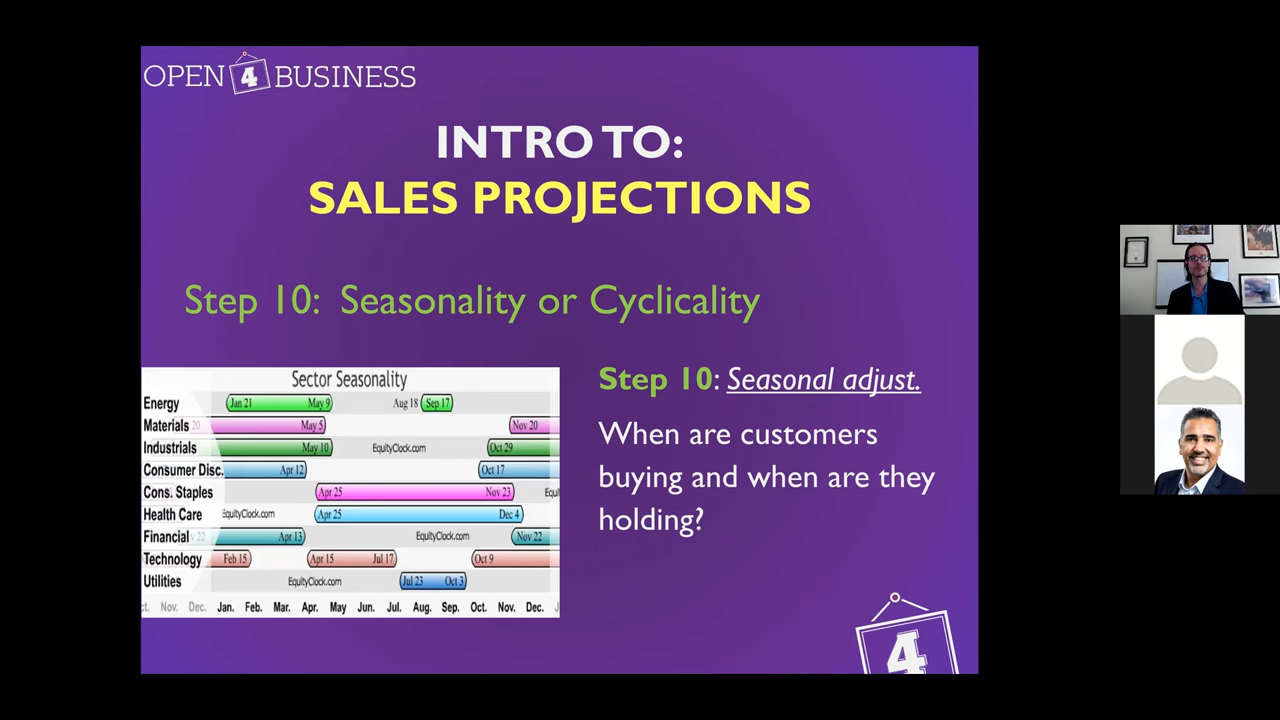 OPEN 4 BUSINESS
INTRO TO:
SALES PROJECTIONS
Step 10: Seasonality or Cyclicality
Step 10: Seasonal adjust.
When are customers
buying and when are they
holding?
Sector Seasonality
Energy Jan 21 May 9 Aug 18 Sep 17
Materials 20 May 5 Nov 20
Industrials May 10 EquityClock.com Oct 29
Consumer Disc. Apr 12 Oct 17
Cons. Staples Apr 25 Nov 23
Health Care EquityClock.com Apr 25 Dec 4
Financial 22 Apr 13 EquityClock.com Nov 22
Technology Feb 15 Apr 15 Jul 17 Oct 9
Utilities EquityClock.com Jul 23 Oct 3
Nov. Dec. Jan. Feb. Mar. Apr. May Jun. Jul. Aug. Sep. Oct. Nov. Dec.
4